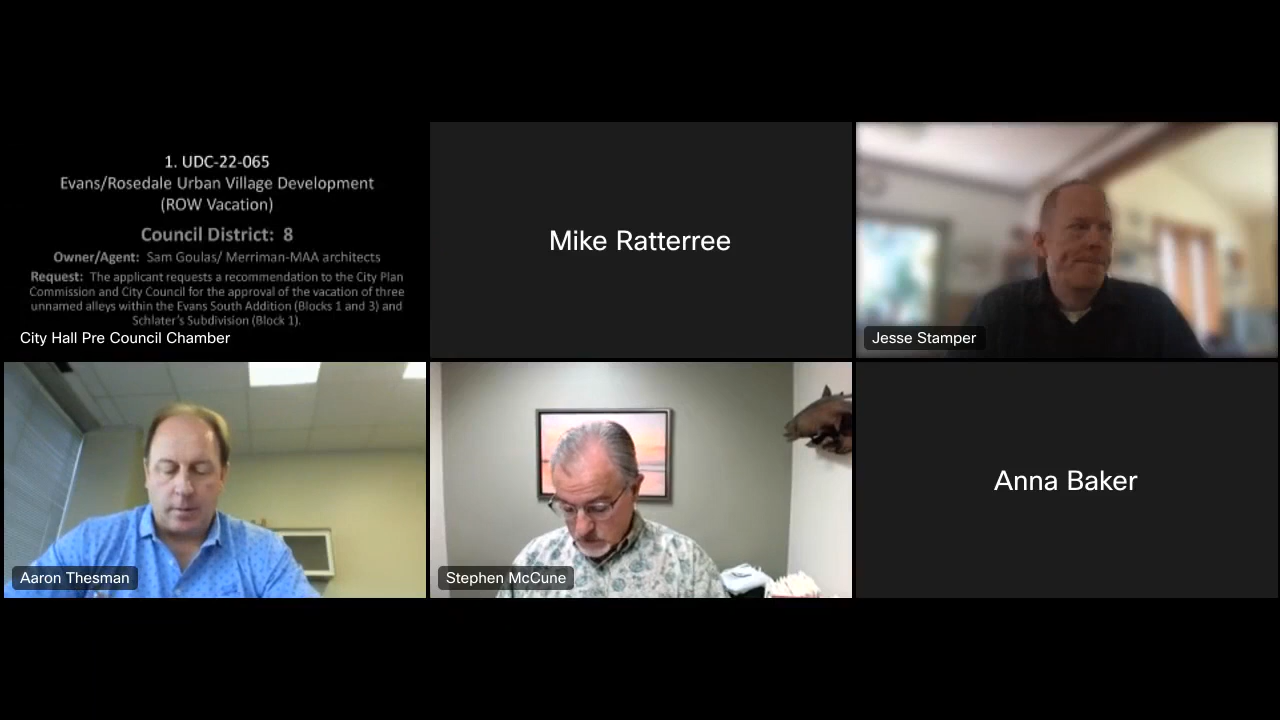 1. UDC-22-065
Evans/Rosedale Urban Village Development
(ROW Vacation)
Council District: 8
Owner/Agent: Sam Goulas/ Merriman-MAA architects
Request: The applicant requests a recommendation to the City Plan
Commission and City Council for the approval of the vacation of three
unnamed alleys within the Evans South Addition (Blocks 1 and 3) and
Schlater's Subdivision (Block 1).
City Hall Pre Council Chamber
Mike Ratterree
Jesse Stamper
Aaron Thesman
Stephen McCune
Anna Baker